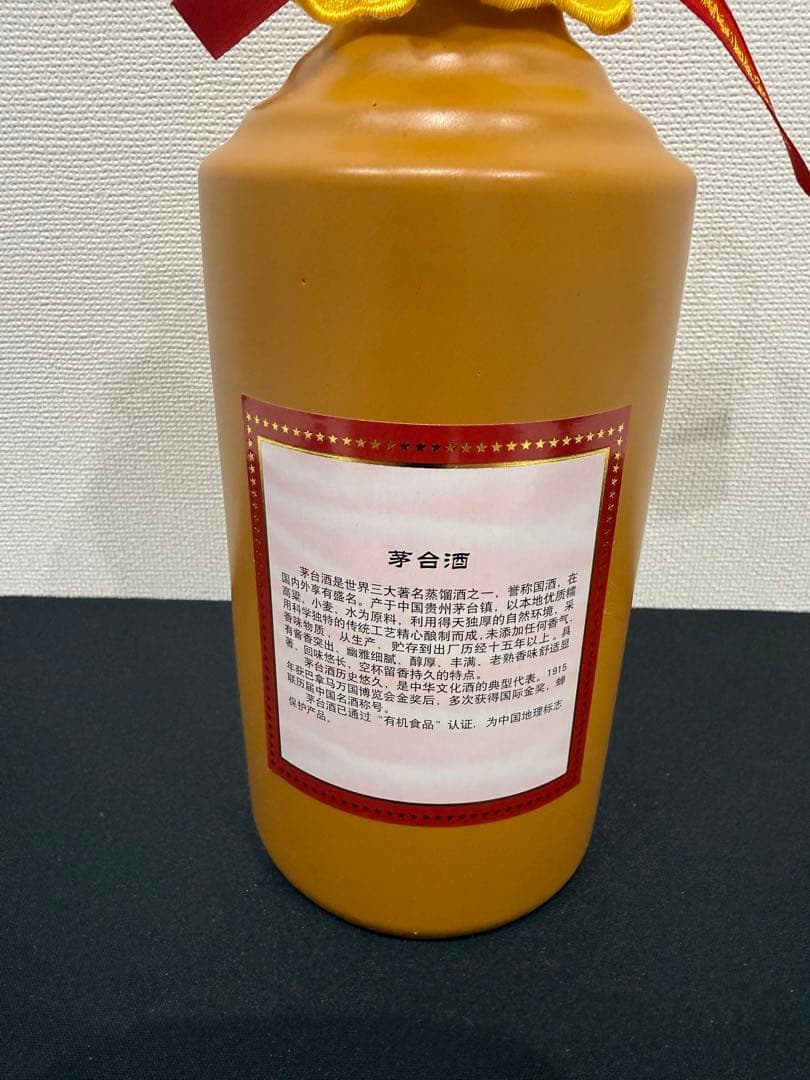 茅台酒
茅台酒是世界三大著名蒸馏酒之一，誉称国酒，在
国内外享有盛名。产于中国贵州茅台镇，以本地优质糯
高粱、小麦、水为原料，利用得天独厚的自然环境，采
用科学独特的传统工艺精心酿制而成，未添加任何香气、
香味物质，从生产、贮存到出厂历经十五年以上。具
有酱香突出、幽雅细腻、醇厚、丰满、老熟香味舒适显
著、回味悠长，空杯留香持久的特点。
茅台酒历史悠久，是中华文化酒的典型代表。1915
年获巴拿马万国博览会金奖后，多次获得国际金奖，蝉
联历届中国名酒称号。
茅台酒已通过“有机食品”认证，为中国地理标志
保护产品。